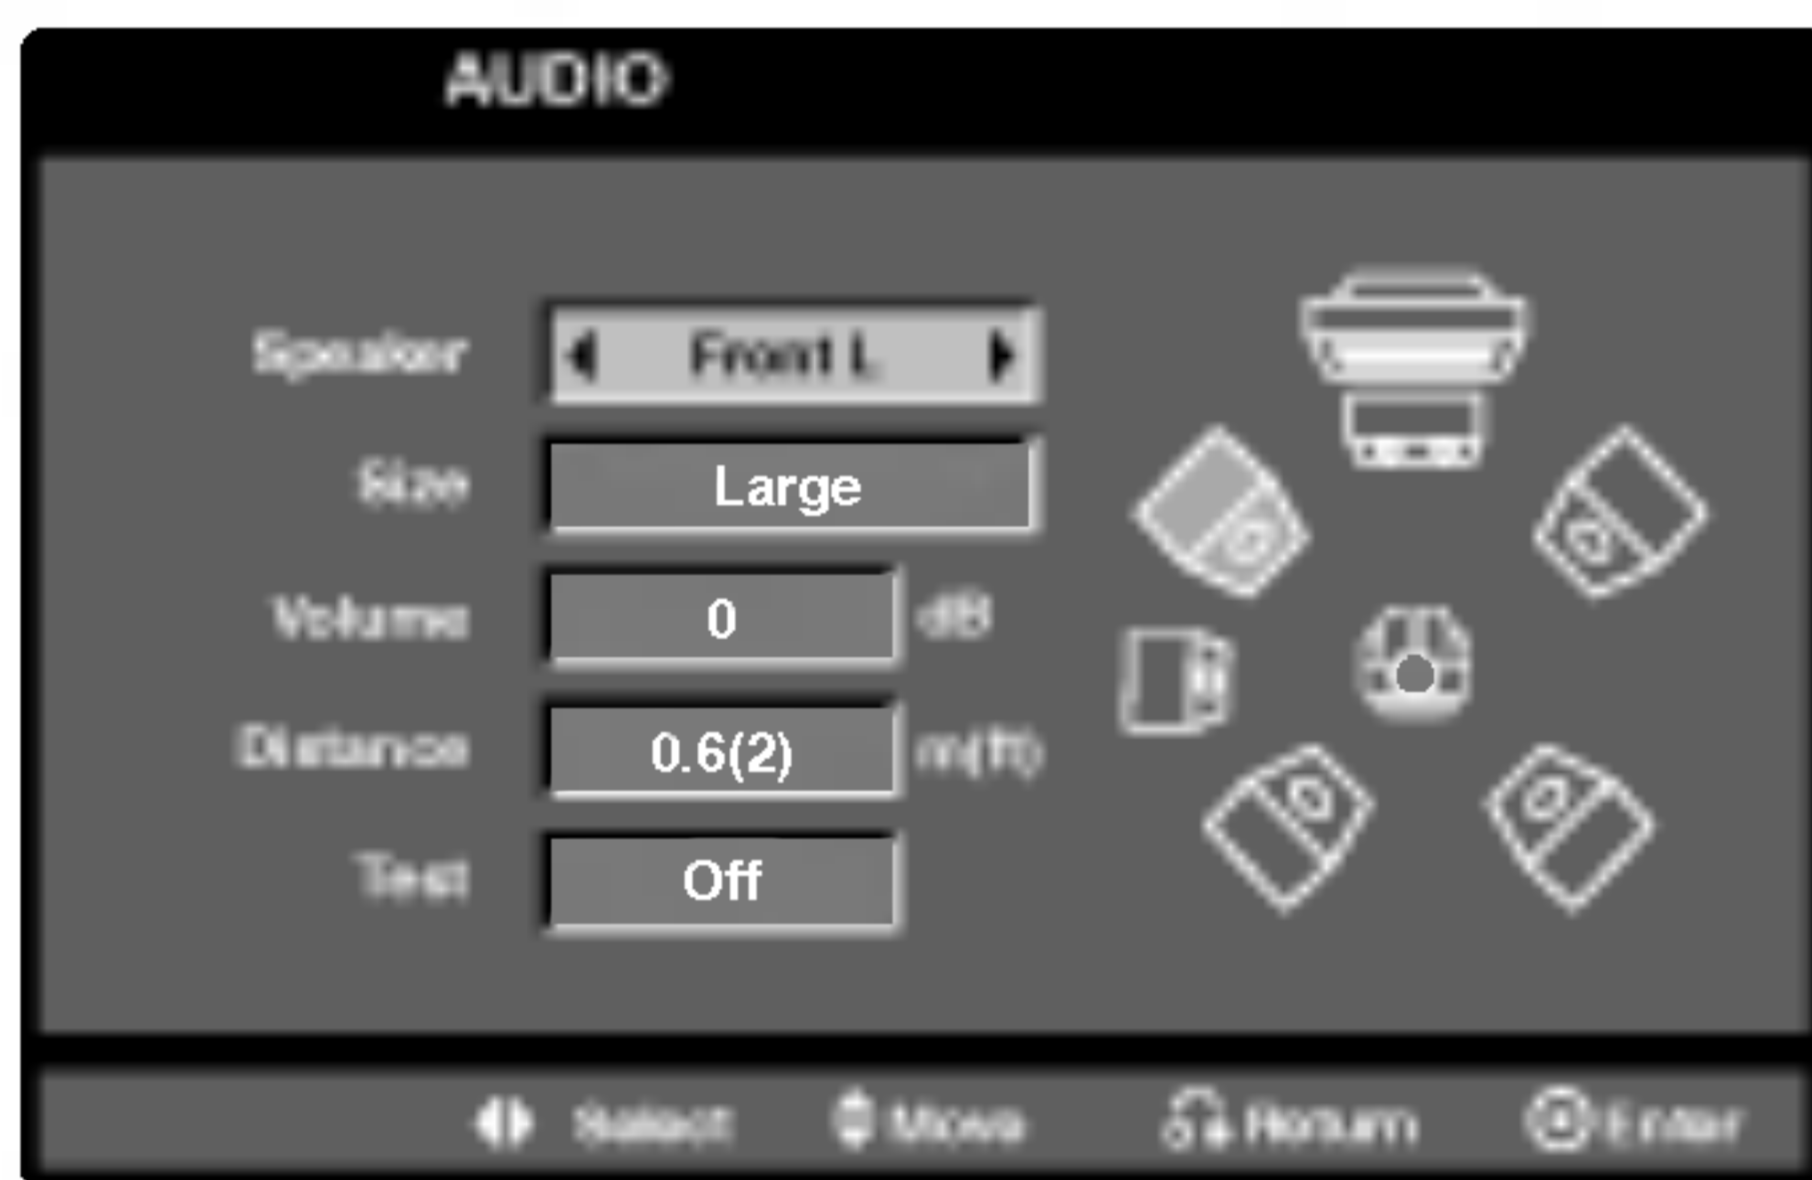 AUDIO
Speaker Front L
Size Large
Volume 0 dB
Distance 0.6(2) m(ft)
Test Off
Select Move Return Enter